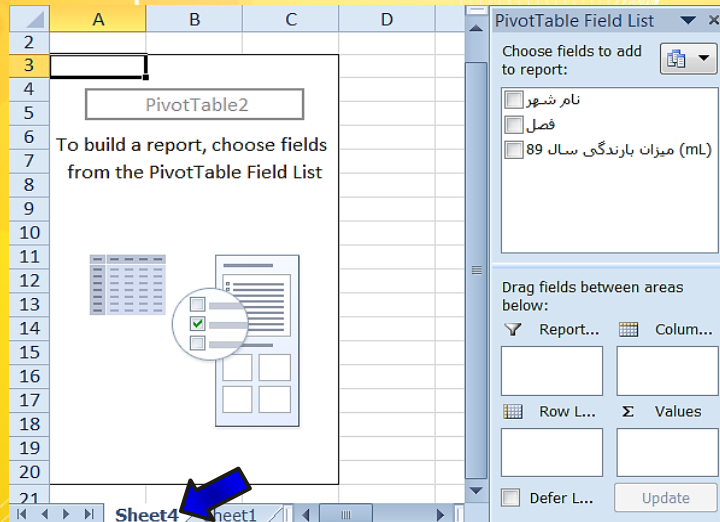 A B C D
2
3
4
5
6
7
8
9
10
11
12
13
14
15
16
17
18
19
20
21
PivotTable2
To build a report, choose fields
from the PivotTable Field List
Sheet4
PivotTable Field List
Choose fields to add
to report:
نام شهر
فصل
میزان بارندگی سال 89 (mL)
Drag fields between areas
below:
Report... Colum...
Row L... Σ Values
Defer L... Update